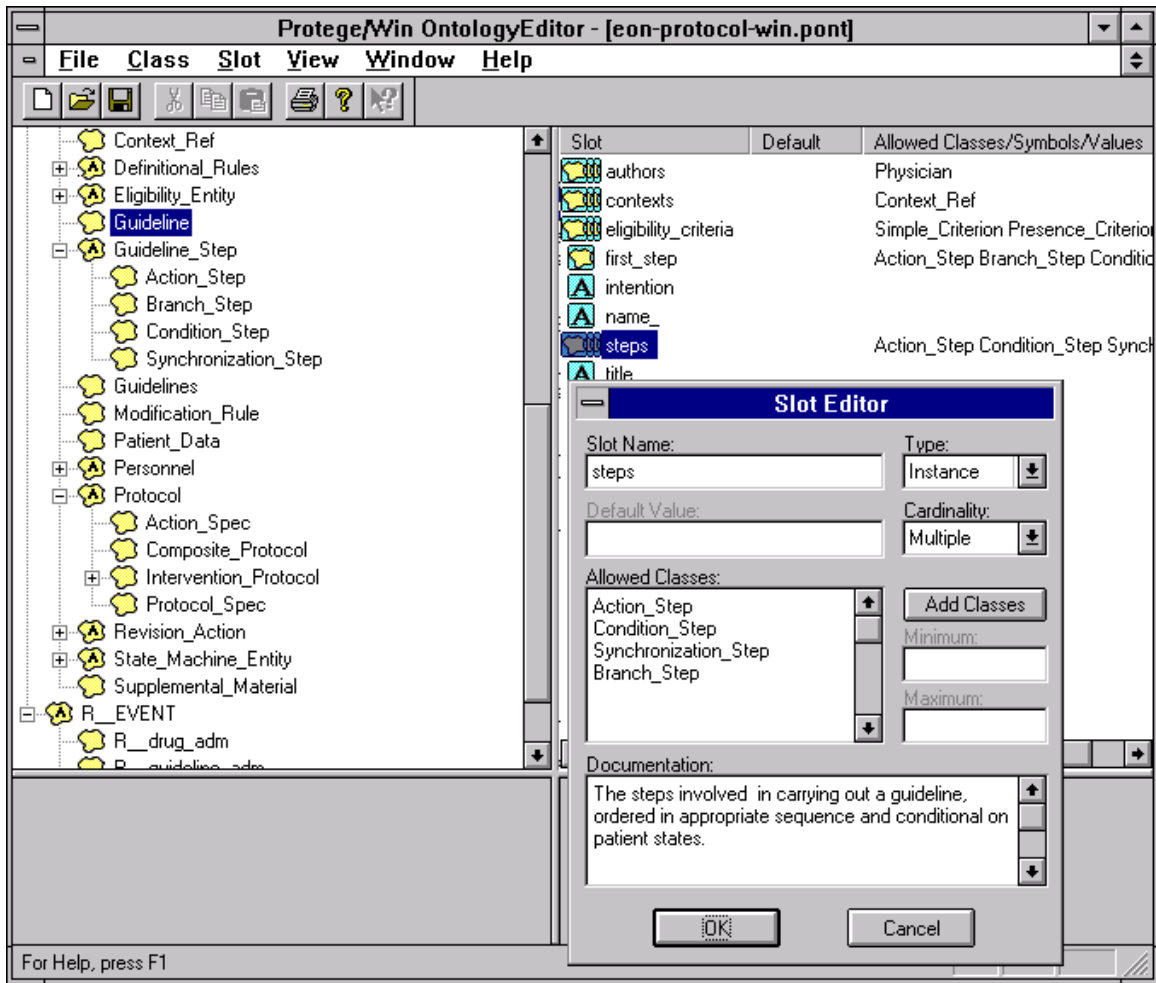 Protege/Win OntologyEditor - [eon-protocol-win.pont]
File Class Slot View Window Help
Context_Ref
Definitional_Rules
Eligibility_Entity
Guideline
Guideline_Step
Action_Step
Branch_Step
Condition_Step
Synchronization_Step
Guidelines
Modification_Rule
Patient_Data
Personnel
Protocol
Action_Spec
Composite_Protocol
Intervention_Protocol
Protocol_Spec
Revision_Action
State_Machine_Entity
Supplemental_Material
R__EVENT
R__drug_adm
R__guideline_adm
Slot Default Allowed Classes/Symbols/Values
authors Physician
contexts Context_Ref
eligibility_criteria Simple_Criterion Presence_Criterion
first_step Action_Step Branch_Step Conditic
A intention
A name_
steps Action_Step Condition_Step Synch
A title
Slot Editor
Slot Name: Type:
steps Instance
Default Value: Cardinality:
Multiple
Allowed Classes:
Action_Step
Condition_Step
Synchronization_Step
Branch_Step
Add Classes
Minimum:
Maximum:
Documentation:
The steps involved in carrying out a guideline,
ordered in appropriate sequence and conditional on
patient states.
OK Cancel
For Help, press F1